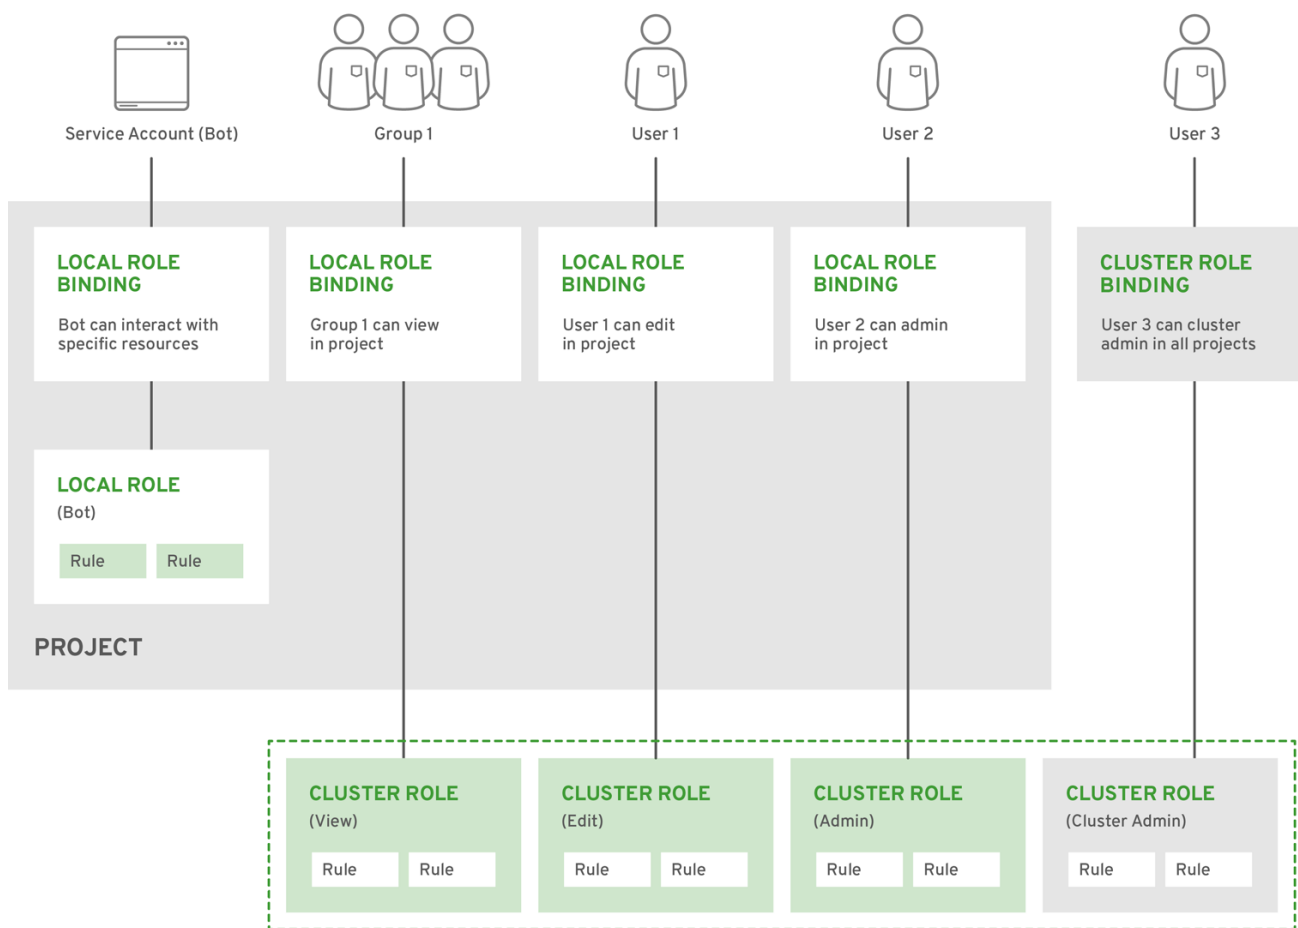 Service Account (Bot)
Group 1
User 1
User 2
User 3
LOCAL ROLE
BINDING
Bot can interact with
specific resources
LOCAL ROLE
BINDING
Group 1 can view
in project
LOCAL ROLE
BINDING
User 1 can edit
in project
LOCAL ROLE
BINDING
User 2 can admin
in project
CLUSTER ROLE
BINDING
User 3 can cluster
admin in all projects
LOCAL ROLE
(Bot)
Rule
Rule
PROJECT
CLUSTER ROLE
(View)
Rule
Rule
CLUSTER ROLE
(Edit)
Rule
Rule
CLUSTER ROLE
(Admin)
Rule
Rule
CLUSTER ROLE
(Cluster Admin)
Rule
Rule